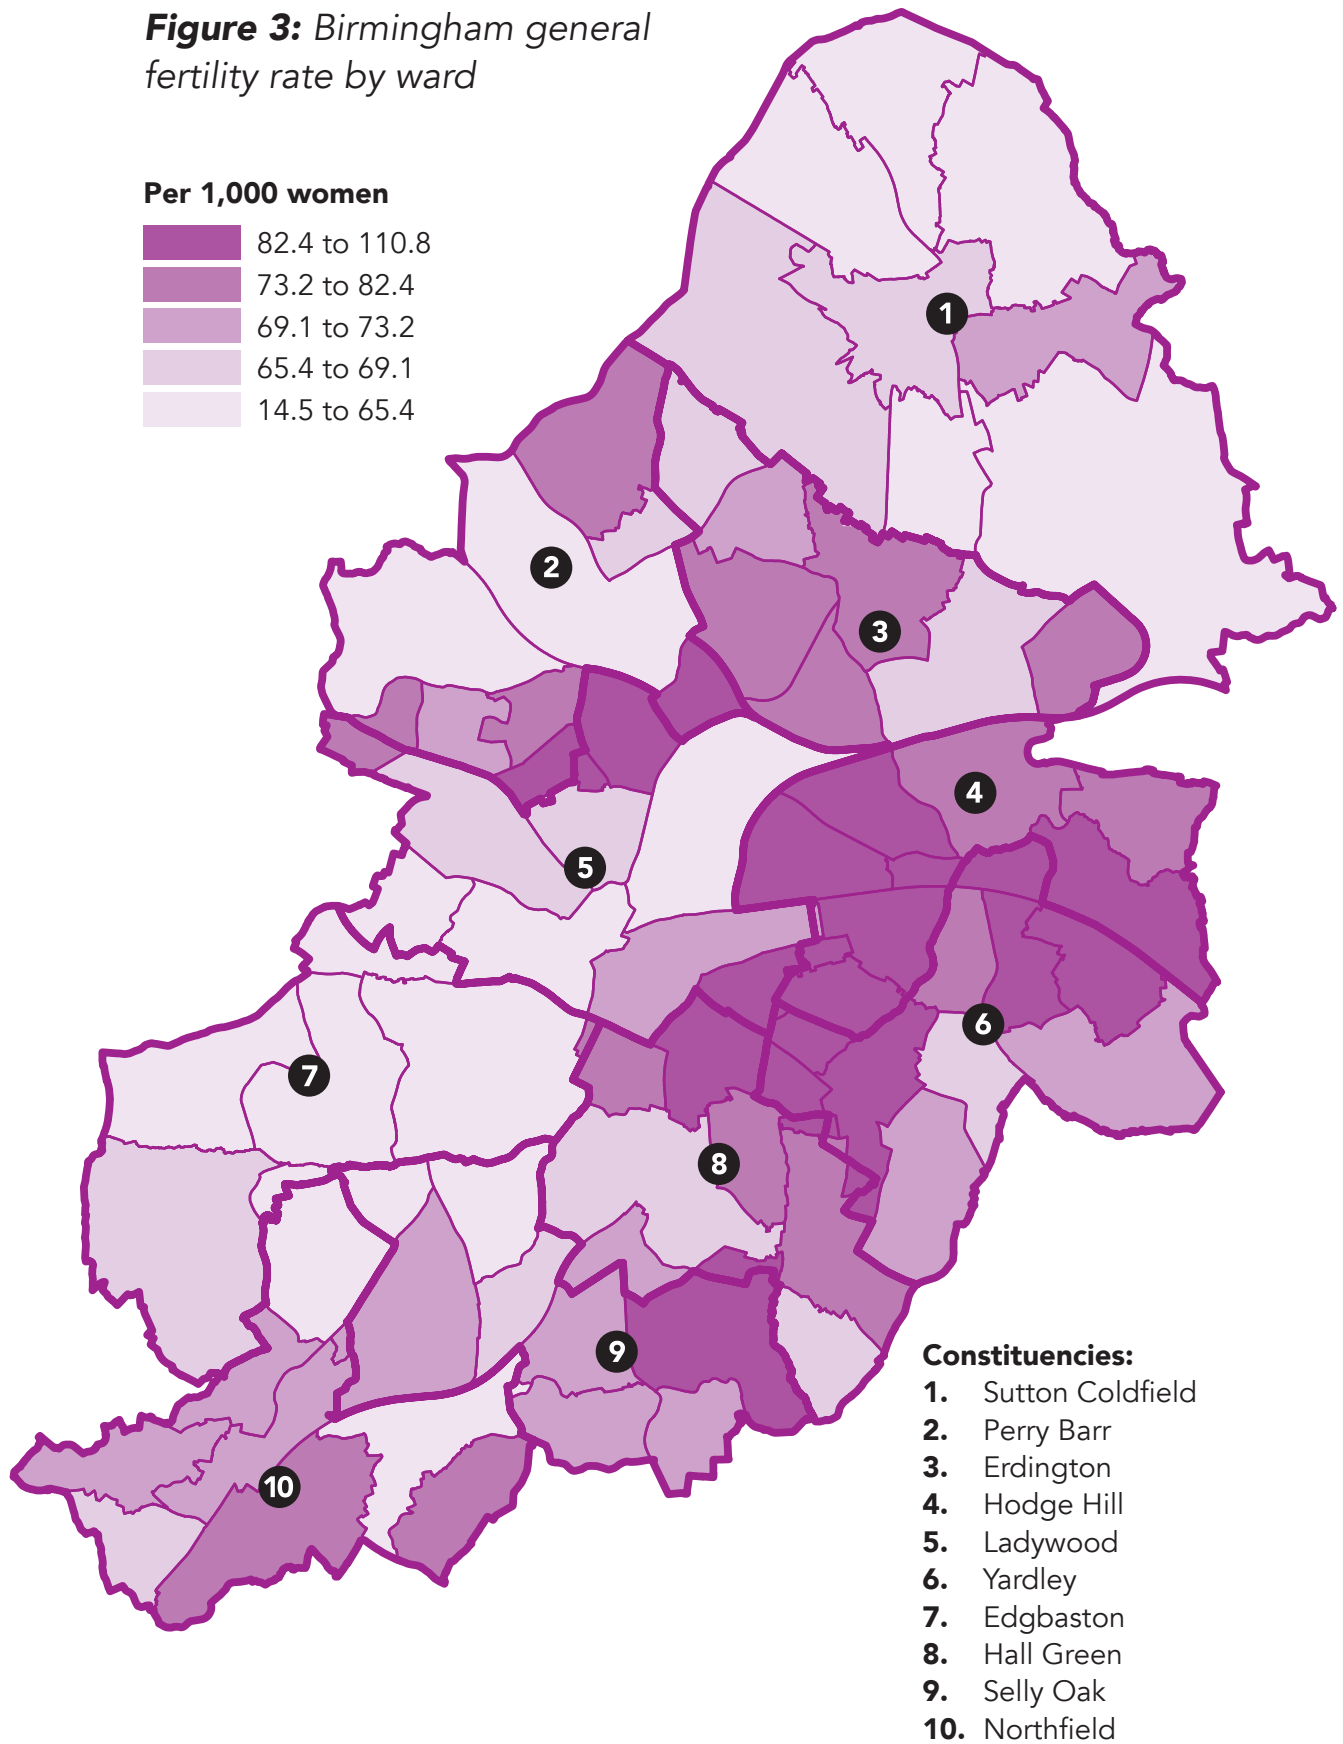 Figure 3: Birmingham general
fertility rate by ward
Per 1,000 women
82.4 to 110.8
73.2 to 82.4
69.1 to 73.2
65.4 to 69.1
14.5 to 65.4
1
2
3
4
5
6
7
8
9
10
Constituencies:
1. Sutton Coldfield
2. Perry Barr
3. Erdington
4. Hodge Hill
5. Ladywood
6. Yardley
7. Edgbaston
8. Hall Green
9. Selly Oak
10. Northfield